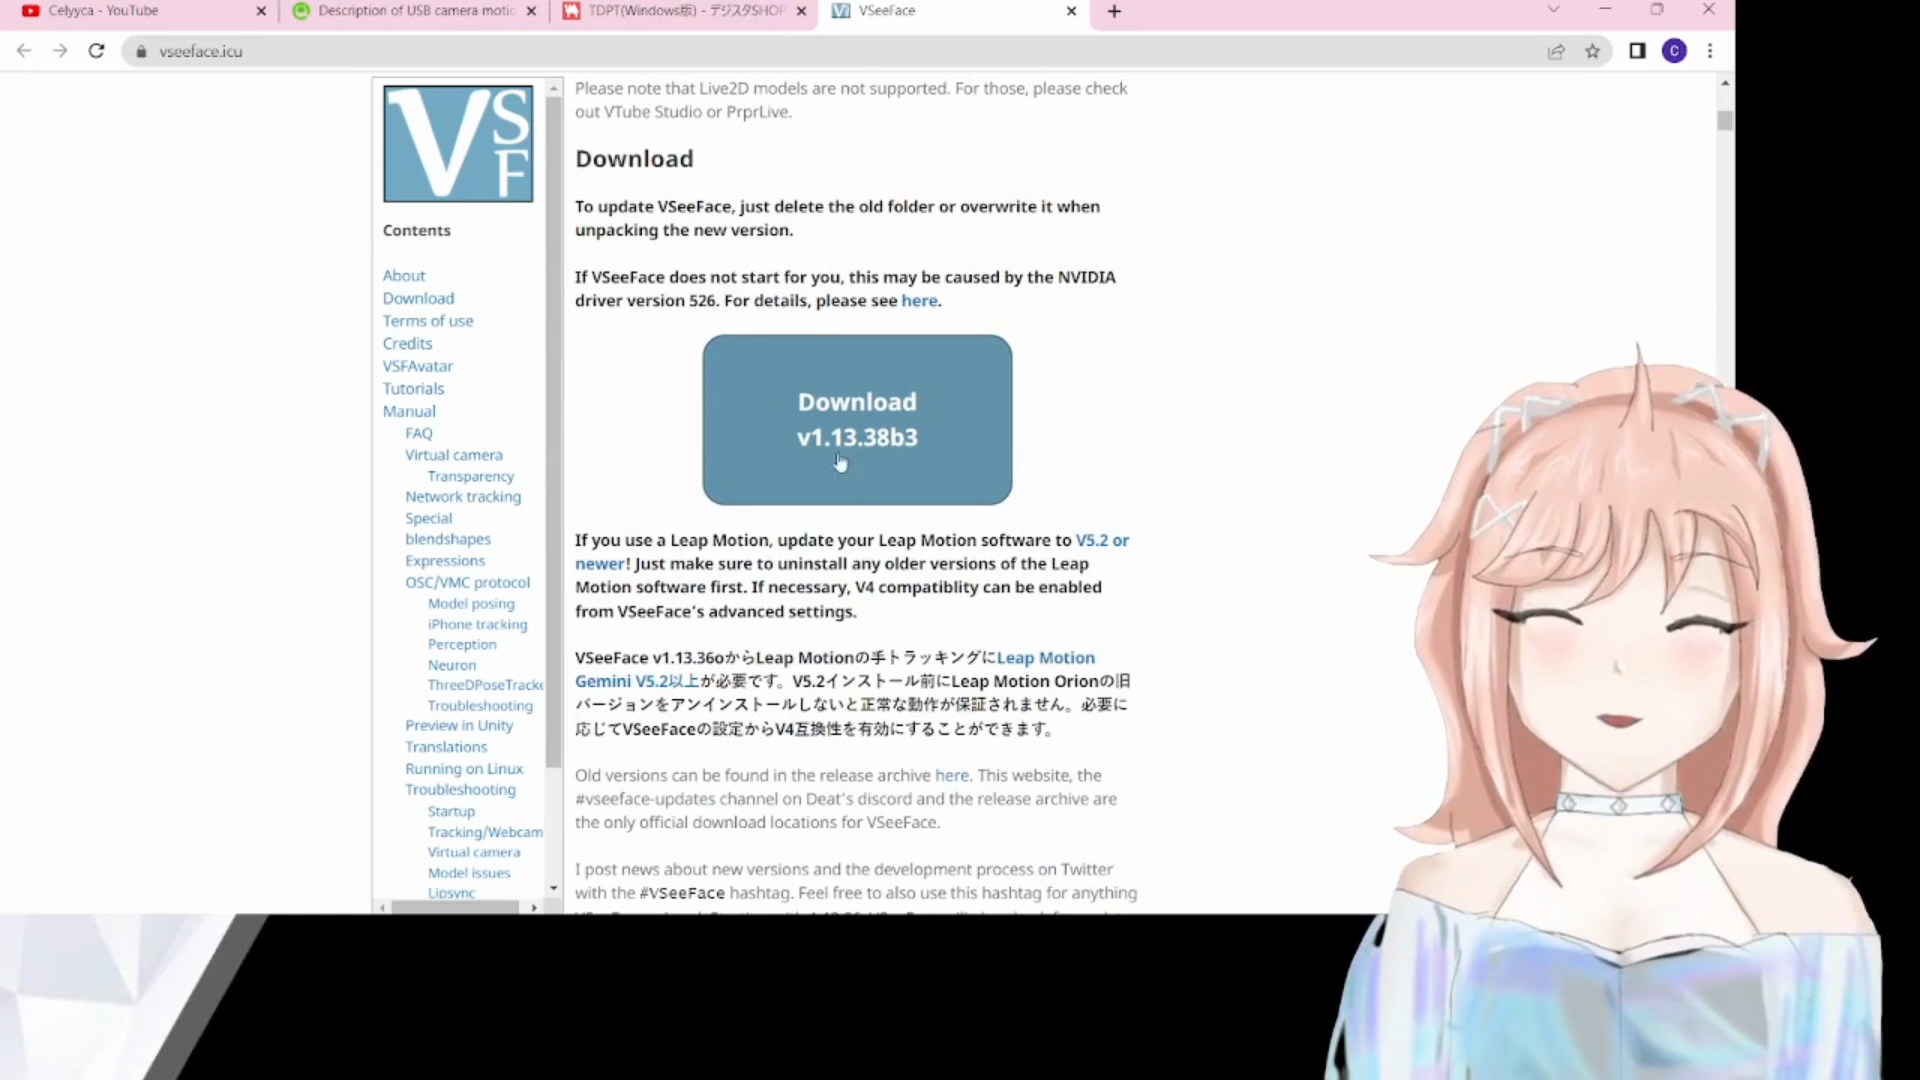 Celyyca - YouTube
Description of USB camera motio
TDPT(Windows版) - デジスタSHOP
VSeeFace
vseeface.icu
C
VSF
Contents
About
Download
Terms of use
Credits
VSFAvatar
Tutorials
Manual
FAQ
Virtual camera
Transparency
Network tracking
Special
blendshapes
Expressions
OSC/VMC protocol
Model posing
iPhone tracking
Perception
Neuron
ThreeDPoseTracke
Troubleshooting
Preview in Unity
Translations
Running on Linux
Troubleshooting
Startup
Tracking/Webcam
Virtual camera
Model issues
Lipsync
Please note that Live2D models are not supported. For those, please check
out VTube Studio or PrprLive.
Download
To update VSeeFace, just delete the old folder or overwrite it when
unpacking the new version.
If VSeeFace does not start for you, this may be caused by the NVIDIA
driver version 526. For details, please see here.
Download
v1.13.38b3
If you use a Leap Motion, update your Leap Motion software to V5.2 or
newer! Just make sure to uninstall any older versions of the Leap
Motion software first. If necessary, V4 compatiblity can be enabled
from VSeeFace's advanced settings.
VSeeFace v1.13.36oからLeap Motionの手トラッキングにLeap Motion
Gemini V5.2以上が必要です。V5.2インストール前にLeap Motion Orionの旧
バージョンをアンインストールしないと正常な動作が保証されません。必要に
応じてVSeeFaceの設定からV4互換性を有効にすることができます。
Old versions can be found in the release archive here. This website, the
#vseeface-updates channel on Deat's discord and the release archive are
the only official download locations for VSeeFace.
I post news about new versions and the development process on Twitter
with the #VSeeFace hashtag. Feel free to also use this hashtag for anything